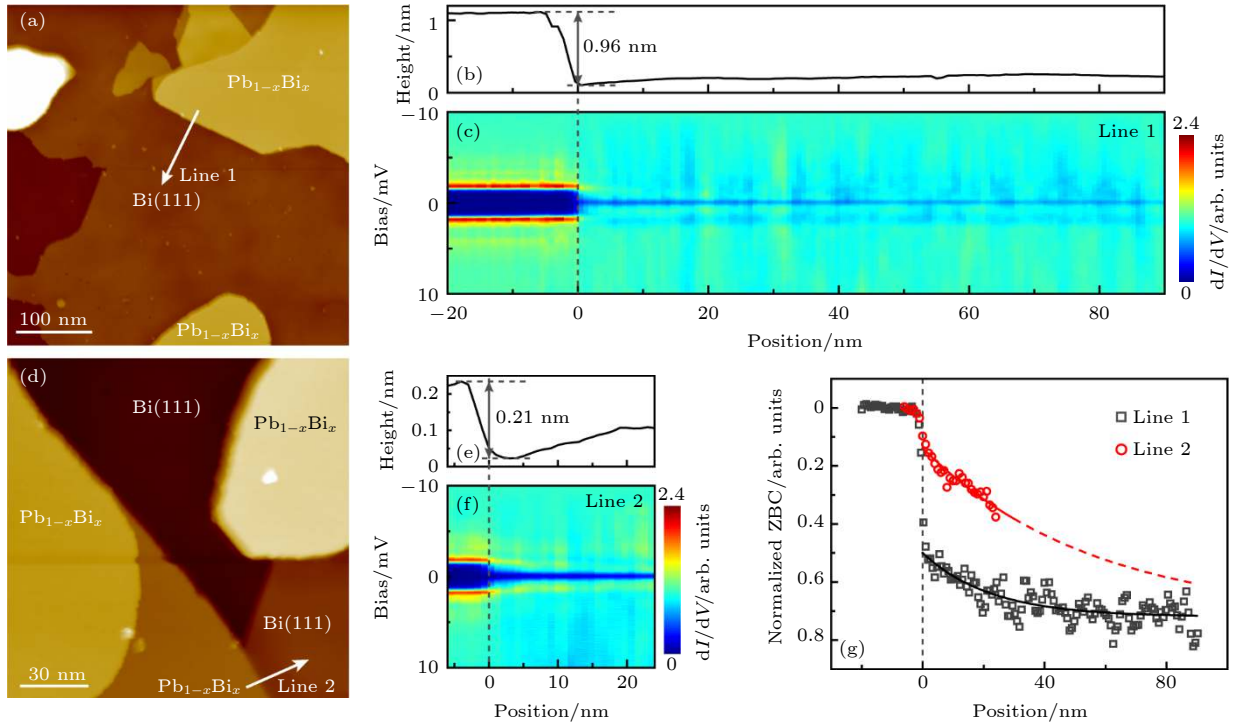 (a)
Pb1−xBix
Line 1
Bi(111)
100 nm
Pb1−xBix
Height/nm
1
0
(b)
0.96 nm
Bias/mV
−10
0
10
(c)
Line 1
−20
0
20
40
60
80
Position/nm
2.4
0
dI/dV/arb. units
(d)
Bi(111)
Pb1−xBix
Pb1−xBix
Bi(111)
30 nm
Pb1−xBix
Line 2
Height/nm
0.2
0.1
0
(e)
0.21 nm
Bias/mV
−10
0
10
(f)
Line 2
0
10
20
Position/nm
2.4
0
dI/dV/arb. units
Normalized ZBC/arb. units
0
0.2
0.4
0.6
0.8
Line 1
Line 2
(g)
0
40
80
Position/nm